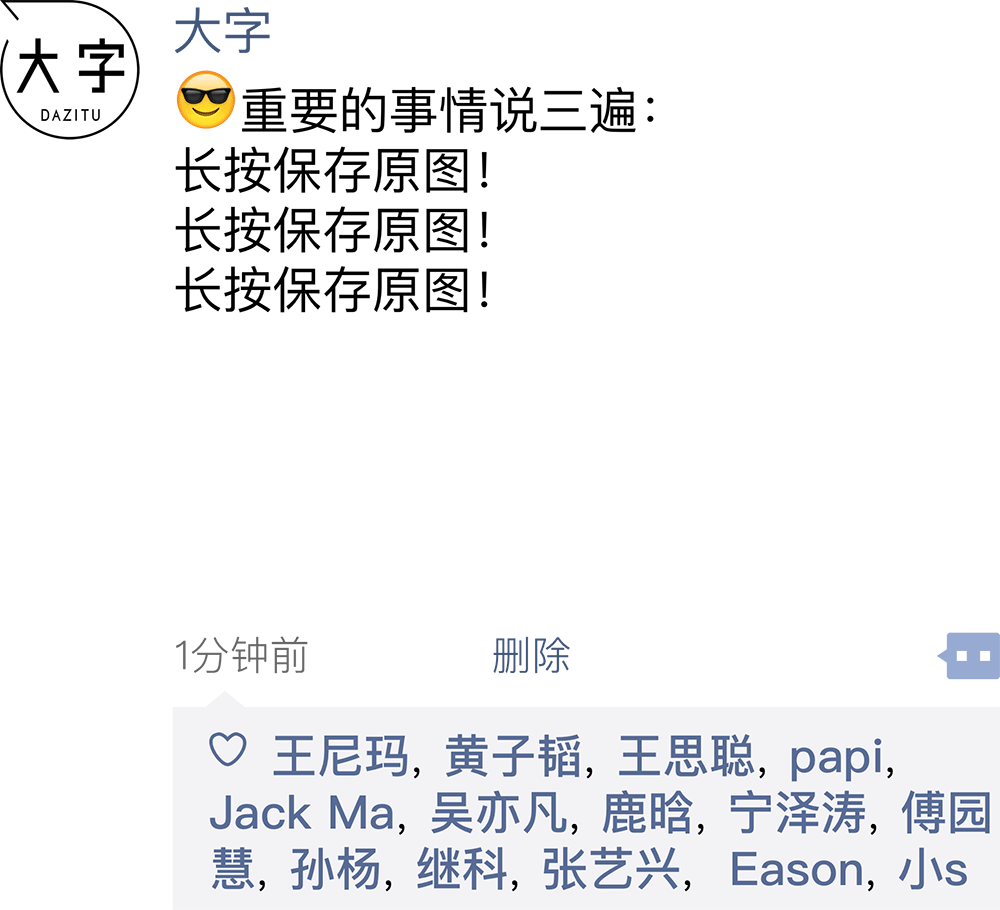 大字
DAZITU
大字
😎重要的事情说三遍：
长按保存原图！
长按保存原图！
长按保存原图！
1分钟前 删除
♡ 王尼玛, 黄子韬, 王思聪, papi,
Jack Ma, 吴亦凡, 鹿晗, 宁泽涛, 傅园
慧, 孙杨, 继科, 张艺兴, Eason, 小s